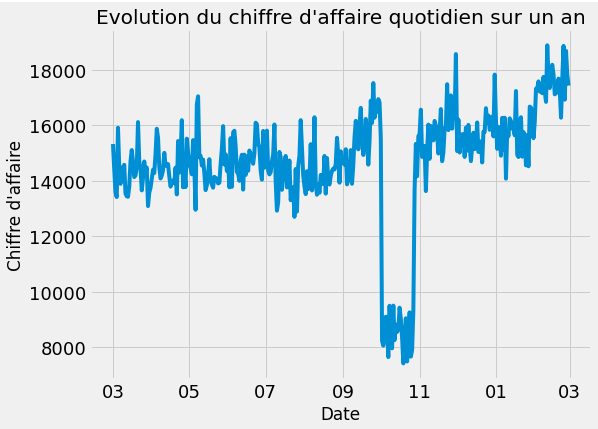 Evolution du chiffre d'affaire quotidien sur un an
18000
16000
14000
12000
10000
8000
Chiffre d'affaire
03 05 07 09 11 01 03
Date